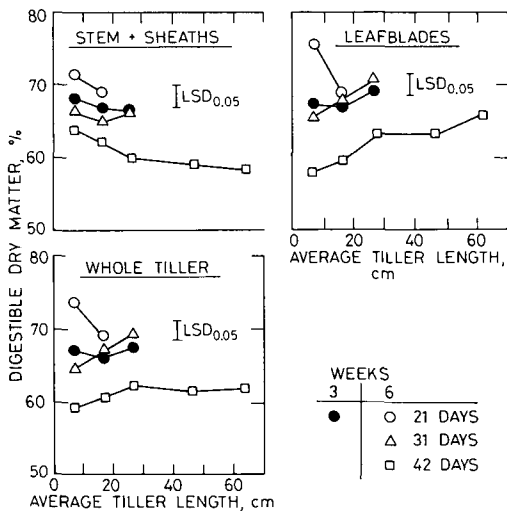 80
STEM + SHEATHS
70
LSD0.05
60
50
LEAFBLADES
LSD0.05
0 20 40 60
AVERAGE TILLER LENGTH,
cm
DIGESTIBLE DRY MATTER, %
80
WHOLE TILLER
70
LSD0.05
60
50
0 20 40 60
AVERAGE TILLER LENGTH, cm
WEEKS
3 6
21 DAYS
31 DAYS
42 DAYS